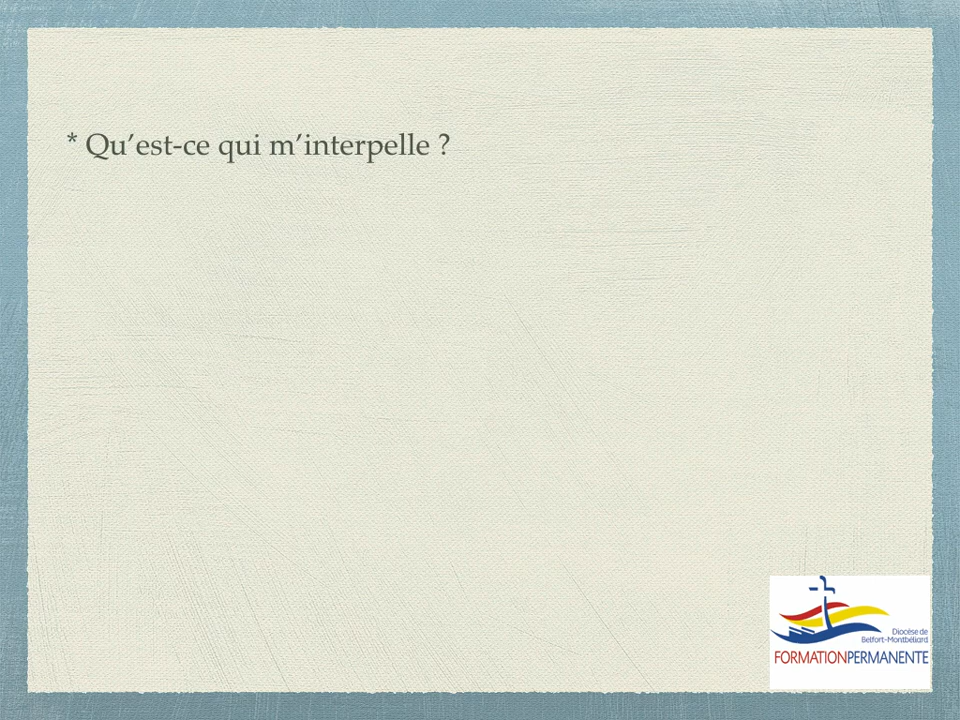 * Qu’est-ce qui m’interpelle ?
Diocèse de
Belfort-Montbéliard
FORMATIONPERMANENTE